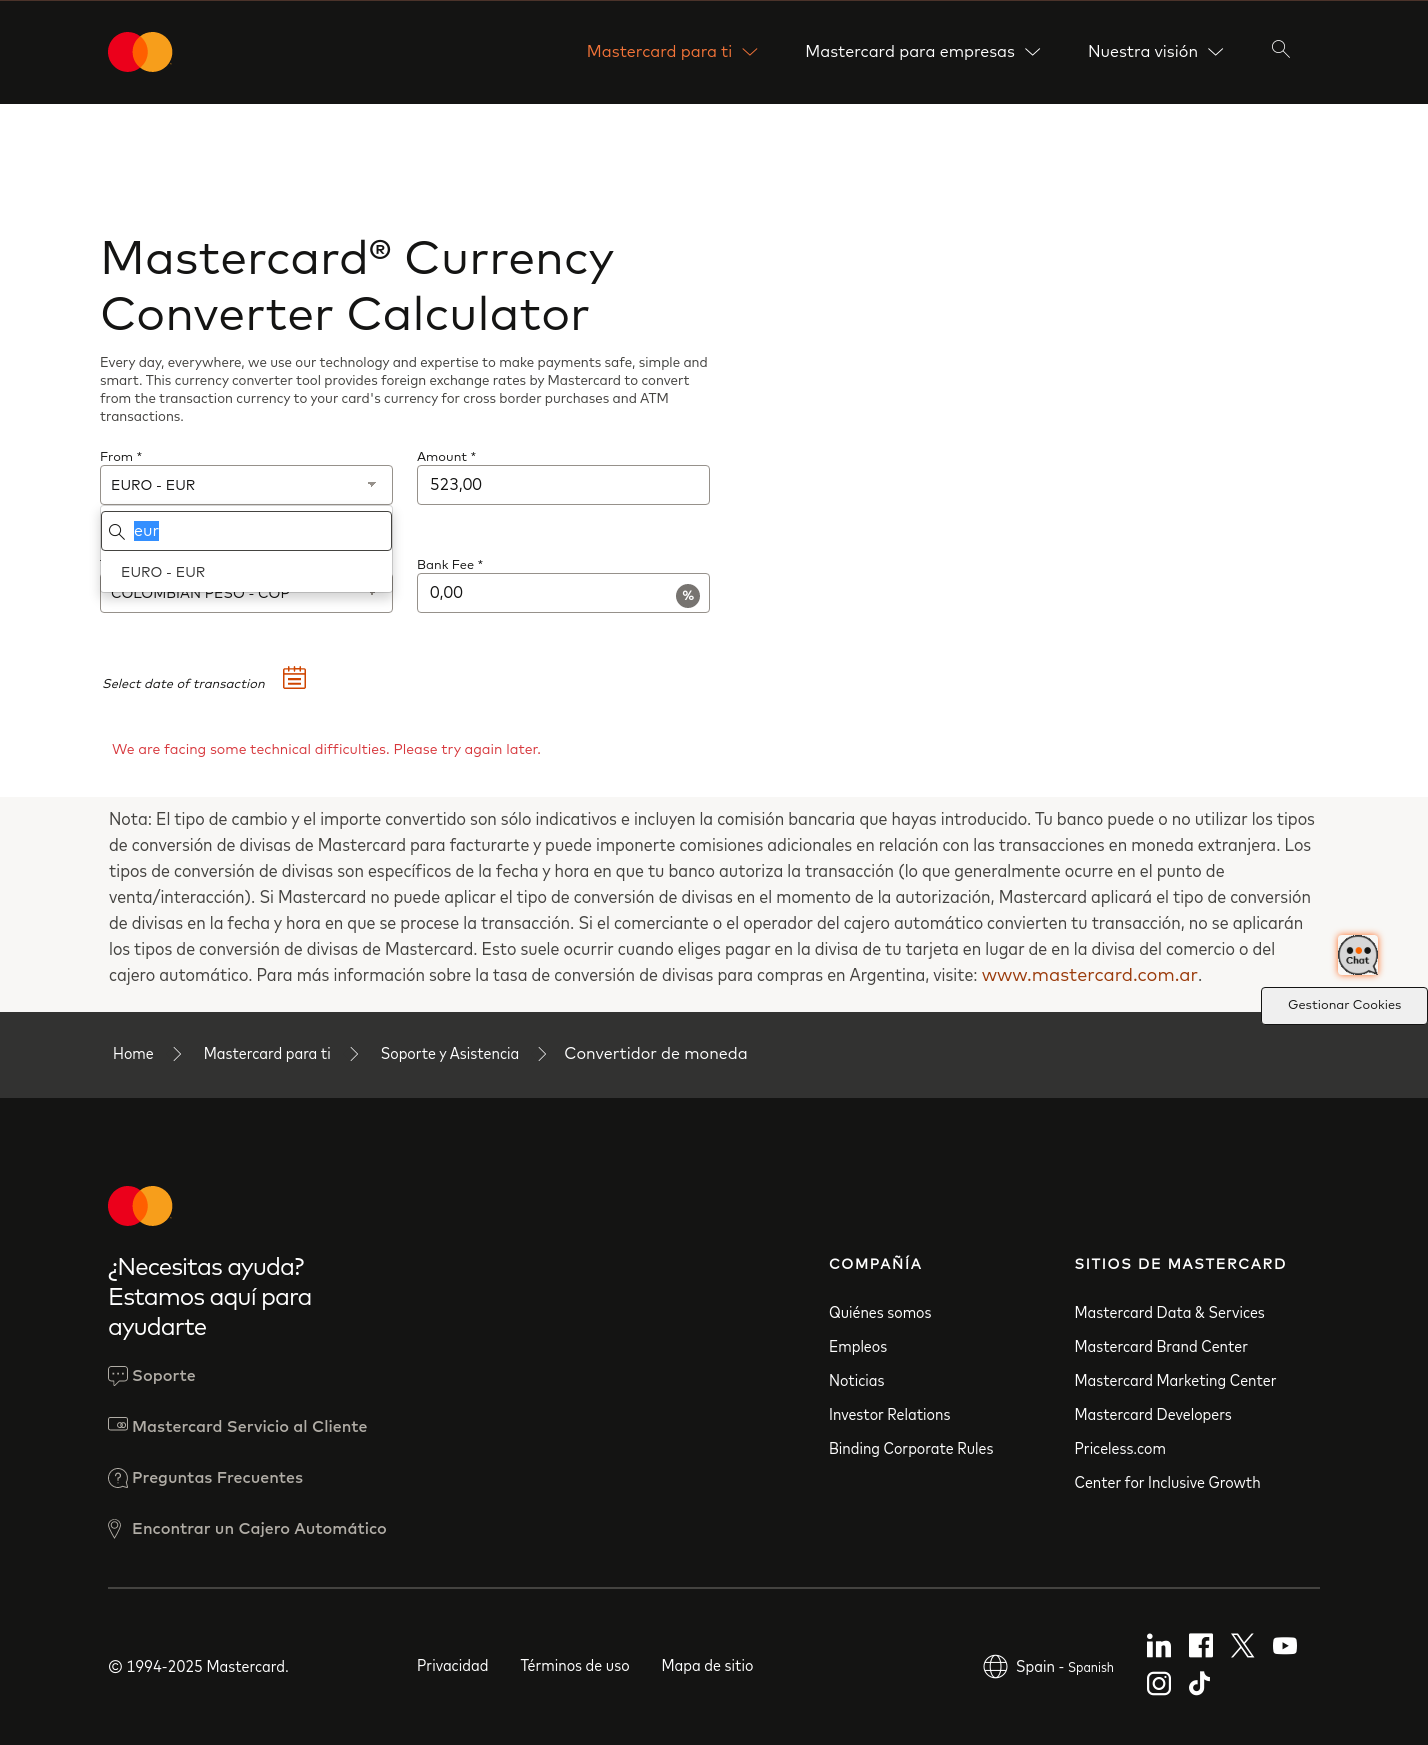 Mastercard para ti
Mastercard para empresas
Nuestra visión
Mastercard® Currency
Converter Calculator
Every day, everywhere, we use our technology and expertise to make payments safe, simple and
smart. This currency converter tool provides foreign exchange rates by Mastercard to convert
from the transaction currency to your card's currency for cross border purchases and ATM
transactions.
From *
Amount *
EURO - EUR
523,00
eur
EURO - EUR
Bank Fee *
COLOMBIAN PESO - COP
0,00
%
Select date of transaction
We are facing some technical difficulties. Please try again later.
Nota: El tipo de cambio y el importe convertido son sólo indicativos e incluyen la comisión bancaria que hayas introducido. Tu banco puede o no utilizar los tipos
de conversión de divisas de Mastercard para facturarte y puede imponerte comisiones adicionales en relación con las transacciones en moneda extranjera. Los
tipos de conversión de divisas son específicos de la fecha y hora en que tu banco autoriza la transacción (lo que generalmente ocurre en el punto de
venta/interacción). Si Mastercard no puede aplicar el tipo de conversión de divisas en el momento de la autorización, Mastercard aplicará el tipo de conversión
de divisas en la fecha y hora en que se procese la transacción. Si el comerciante o el operador del cajero automático convierten tu transacción, no se aplicarán
los tipos de conversión de divisas de Mastercard. Esto suele ocurrir cuando eliges pagar en la divisa de tu tarjeta en lugar de en la divisa del comercio o del
cajero automático. Para más información sobre la tasa de conversión de divisas para compras en Argentina, visite: www.mastercard.com.ar.
Chat
Gestionar Cookies
Home
Mastercard para ti
Soporte y Asistencia
Convertidor de moneda
¿Necesitas ayuda?
Estamos aquí para
ayudarte
Soporte
Mastercard Servicio al Cliente
Preguntas Frecuentes
Encontrar un Cajero Automático
COMPAÑÍA
Quiénes somos
Empleos
Noticias
Investor Relations
Binding Corporate Rules
SITIOS DE MASTERCARD
Mastercard Data & Services
Mastercard Brand Center
Mastercard Marketing Center
Mastercard Developers
Priceless.com
Center for Inclusive Growth
© 1994-2025 Mastercard.
Privacidad
Términos de uso
Mapa de sitio
Spain - Spanish